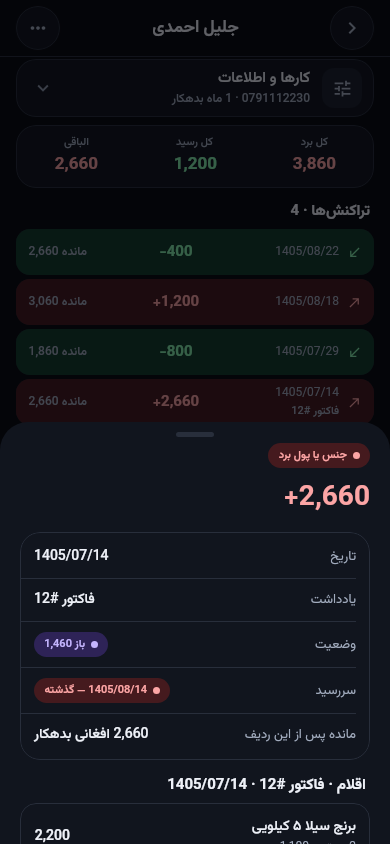 جلیل احمدی
کارها و اطلاعات
0791112230 · 1 ماه بدهکار
کل برد
3,860
کل رسید
1,200
الباقی
2,660
تراکنش‌ها · 4
1405/08/22 −400 مانده 2,660
1405/08/18 +1,200 مانده 3,060
1405/07/29 −800 مانده 1,860
1405/07/14 +2,660 مانده 2,660
فاکتور #12
جنس یا پول برد
+2,660
تاریخ 1405/07/14
یادداشت فاکتور #12
وضعیت باز 1,460
سررسید 1405/08/14 — گذشته
مانده پس از این ردیف 2,660 افغانی بدهکار
اقلام · فاکتور #12 · 1405/07/14
برنج سیلا ۵ کیلویی
2,200